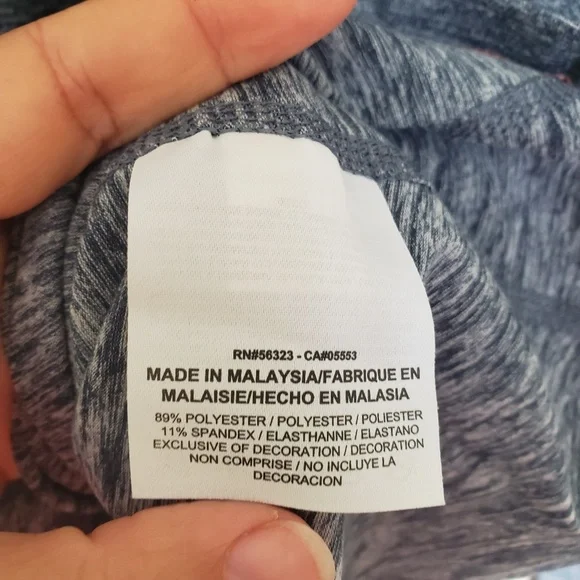 RN#56323 - CA#05553
MADE IN MALAYSIA/FABRIQUE EN
MALAISIE/HECHO EN MALASIA
89% POLYESTER / POLYESTER / POLIESTER
11% SPANDEX / ELASTHANNE / ELASTANO
EXCLUSIVE OF DECORATION / DECORATION
NON COMPRISE / NO INCLUYE LA
DECORACION